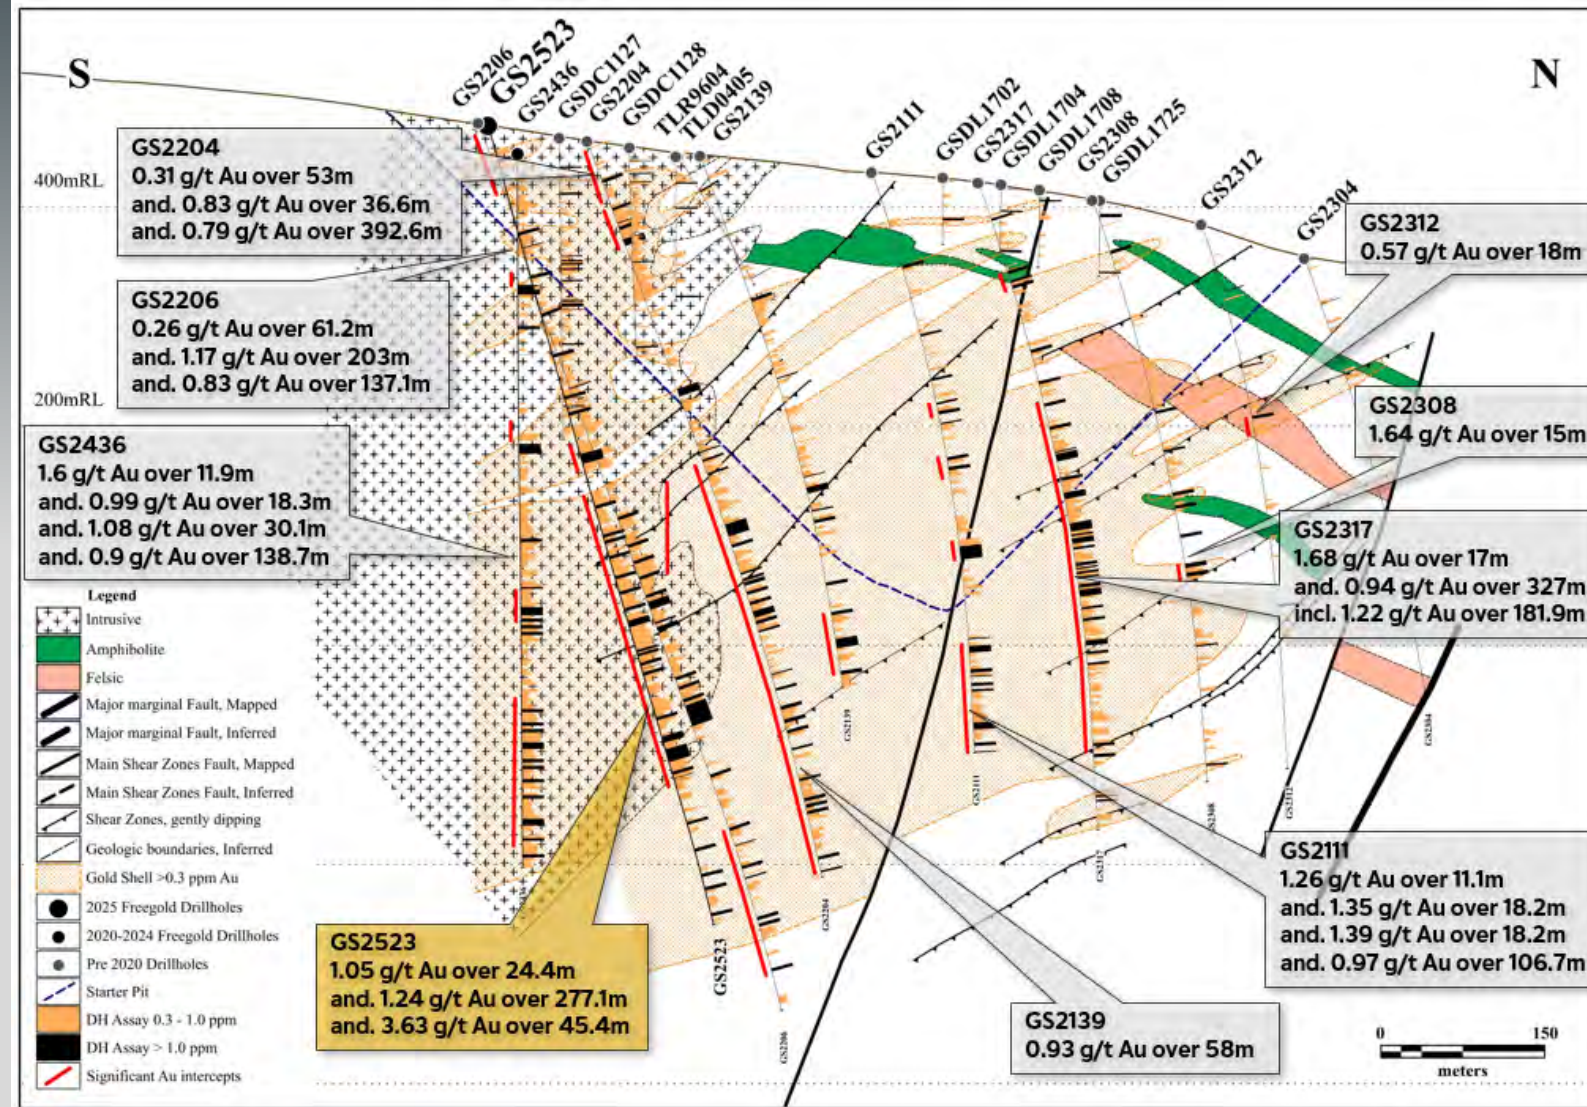 S
N
GS2206
GS2523
GS2436
GSDC1127
GS2204
GSDC1128
TLR9604
TLD0405
GS2139
GS2111
GSDL1702
GS2317
GSDL1704
GSDL1708
GS2308
GSDL1725
GS2312
GS2304
400mRL
200mRL
GS2204
0.31 g/t Au over 53m
and. 0.83 g/t Au over 36.6m
and. 0.79 g/t Au over 392.6m
GS2206
0.26 g/t Au over 61.2m
and. 1.17 g/t Au over 203m
and. 0.83 g/t Au over 137.1m
GS2436
1.6 g/t Au over 11.9m
and. 0.99 g/t Au over 18.3m
and. 1.08 g/t Au over 30.1m
and. 0.9 g/t Au over 138.7m
GS2312
0.57 g/t Au over 18m
GS2308
1.64 g/t Au over 15m
GS2317
1.68 g/t Au over 17m
and. 0.94 g/t Au over 327m
incl. 1.22 g/t Au over 181.9m
GS2111
1.26 g/t Au over 11.1m
and. 1.35 g/t Au over 18.2m
and. 1.39 g/t Au over 18.2m
and. 0.97 g/t Au over 106.7m
GS2139
0.93 g/t Au over 58m
GS2523
1.05 g/t Au over 24.4m
and. 1.24 g/t Au over 277.1m
and. 3.63 g/t Au over 45.4m
Legend
Intrusive
Amphibolite
Felsic
Major marginal Fault, Mapped
Major marginal Fault, Inferred
Main Shear Zones Fault, Mapped
Main Shear Zones Fault, Inferred
Shear Zones, gently dipping
Geologic boundaries, Inferred
Gold Shell >0.3 ppm Au
2025 Freegold Drillholes
2020-2024 Freegold Drillholes
Pre 2020 Drillholes
Starter Pit
DH Assay 0.3 - 1.0 ppm
DH Assay > 1.0 ppm
Significant Au intercepts
GS2523
GS2206
GS2204
GS2139
GS2111
GS2317
GS2308
GS2312
GS2304
0 150
meters